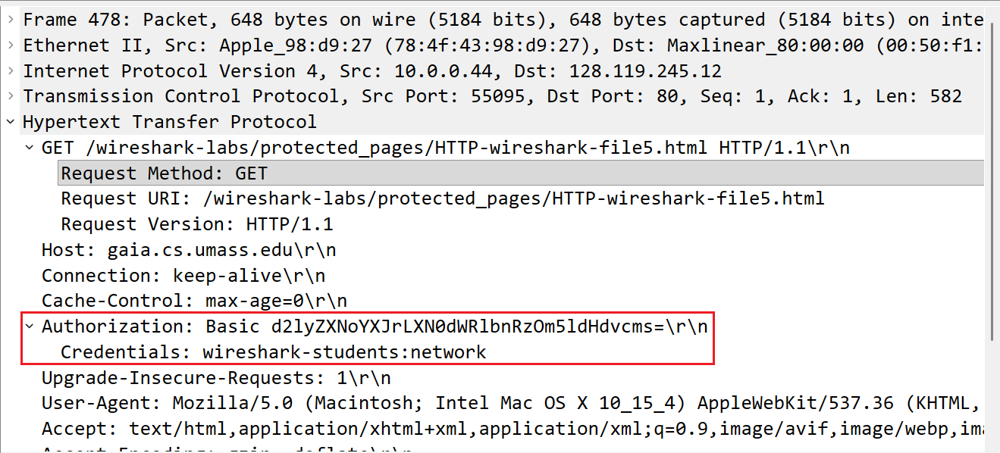 Frame 478: Packet, 648 bytes on wire (5184 bits), 648 bytes captured (5184 bits) on inte
Ethernet II, Src: Apple_98:d9:27 (78:4f:43:98:d9:27), Dst: Maxlinear_80:00:00 (00:50:f1:
Internet Protocol Version 4, Src: 10.0.0.44, Dst: 128.119.245.12
Transmission Control Protocol, Src Port: 55095, Dst Port: 80, Seq: 1, Ack: 1, Len: 582
Hypertext Transfer Protocol
GET /wireshark-labs/protected_pages/HTTP-wireshark-file5.html HTTP/1.1\r\n
Request Method: GET
Request URI: /wireshark-labs/protected_pages/HTTP-wireshark-file5.html
Request Version: HTTP/1.1
Host: gaia.cs.umass.edu\r\n
Connection: keep-alive\r\n
Cache-Control: max-age=0\r\n
Authorization: Basic d2lyZXNoYXJrLXN0dWRlbnRzOm5ldHdvcms=\r\n
Credentials: wireshark-students:network
Upgrade-Insecure-Requests: 1\r\n
User-Agent: Mozilla/5.0 (Macintosh; Intel Mac OS X 10_15_4) AppleWebKit/537.36 (KHTML,
Accept: text/html,application/xhtml+xml,application/xml;q=0.9,image/avif,image/webp,ima
Accept-Encoding: gzip, deflate\r\n